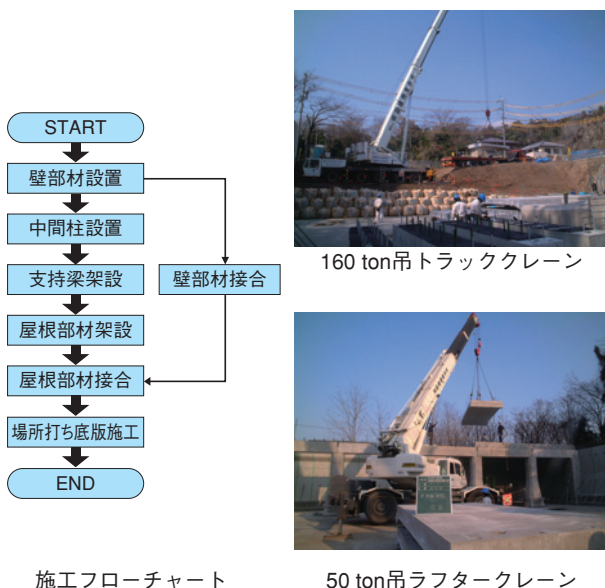 START
壁部材設置
中間柱設置
支持梁架設
壁部材接合
屋根部材架設
屋根部材接合
場所打ち底版施工
END
施工フローチャート
160 ton吊トラッククレーン
50 ton吊ラフタークレーン